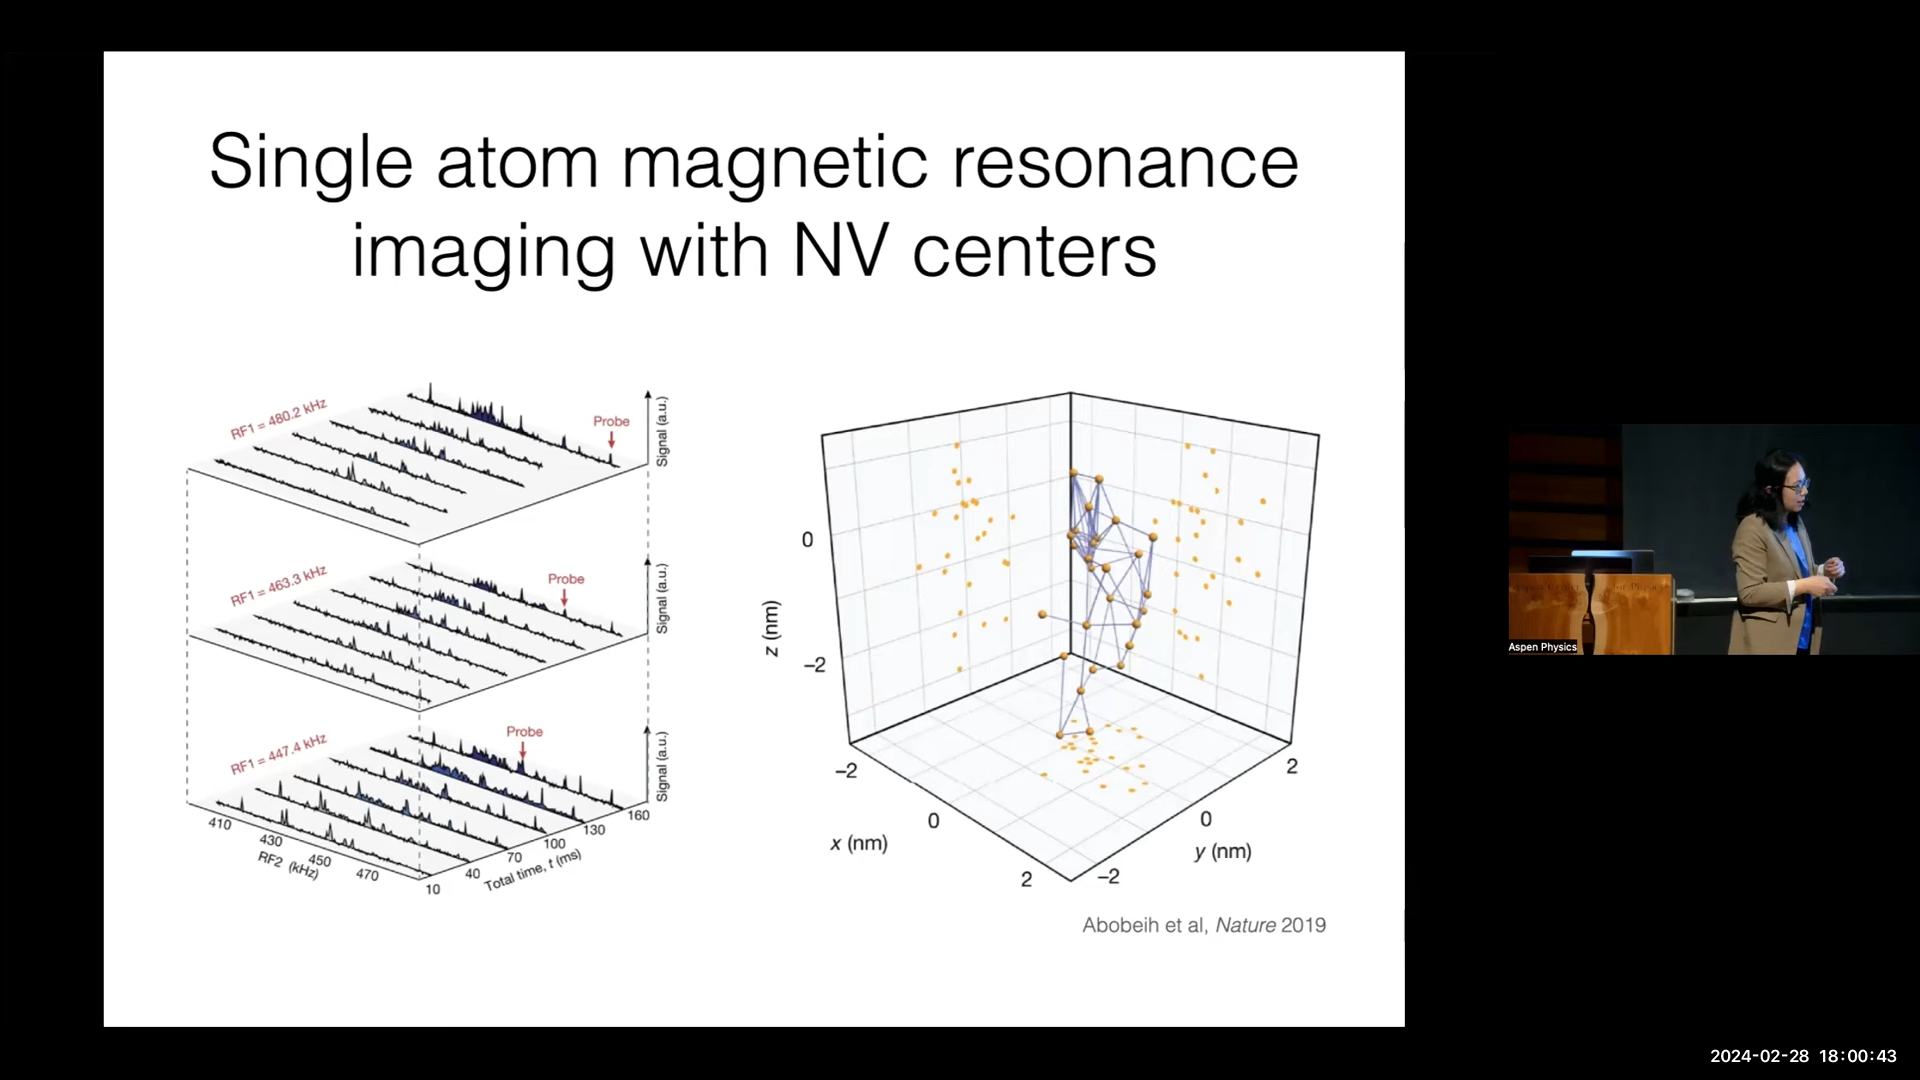 Single atom magnetic resonance
imaging with NV centers
RF1 = 480.2 kHz
Probe
Signal (a.u.)
RF1 = 463.3 kHz
Probe
Signal (a.u.)
RF1 = 447.4 kHz
Probe
Signal (a.u.)
410
430
450
470
RF2 (kHz)
10
40
70
100
130
160
Total time, t (ms)
0
−2
z (nm)
−2
0
2
x (nm)
−2
0
2
y (nm)
Abobeih et al, Nature 2019
Aspen Physics
2024-02-28 18:00:43